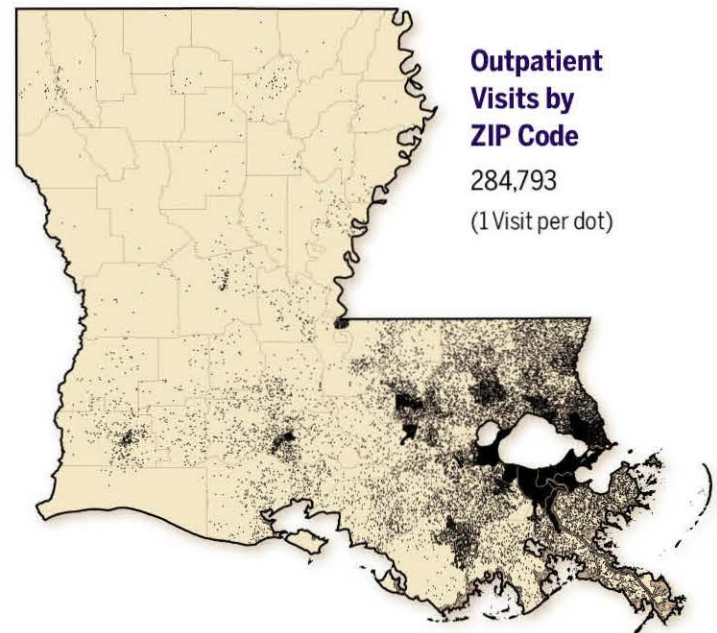 Outpatient
Visits by
ZIP Code
284,793
(1 Visit per dot)